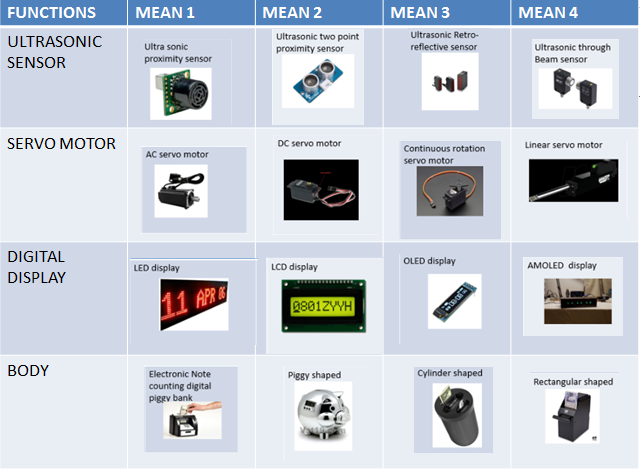 FUNCTIONS MEAN 1 MEAN 2 MEAN 3 MEAN 4
ULTRASONIC
SENSOR
Ultra sonic
proximity sensor
Ultrasonic two point
proximity sensor
Ultrasonic Retro-
reflective sensor
Ultrasonic through
Beam sensor
SERVO MOTOR
AC servo motor
DC servo motor
Continuous rotation
servo motor
Linear servo motor
DIGITAL
DISPLAY
LED display
11 APR 06
LCD display
0801ZYYH
OLED display
AMOLED display
BODY
Electronic Note
counting digital
piggy bank
Piggy shaped
Cylinder shaped
Rectangular shaped